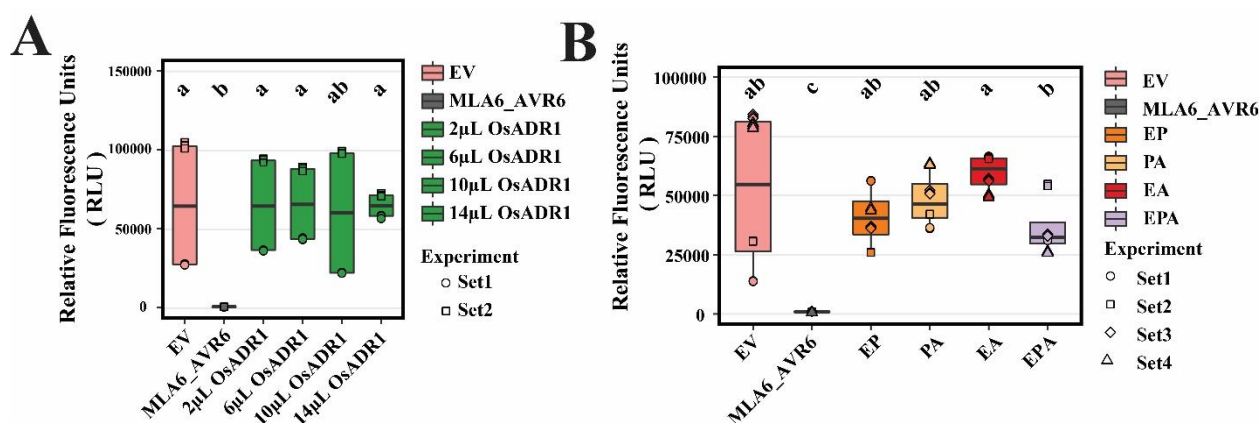 A
Relative Fluorescence Units
( RLU )
150000
100000
50000
0
a b a a ab a
EV
MLA6_AVR6
2μL OsADR1
6μL OsADR1
10μL OsADR1
14μL OsADR1
EV
MLA6_AVR6
2μL OsADR1
6μL OsADR1
10μL OsADR1
14μL OsADR1
Experiment
Set1
Set2
B
Relative Fluorescence Units
( RLU )
100000
75000
50000
25000
0
ab c ab ab a b
EV
MLA6_AVR6
EP
PA
EA
EPA
EV
MLA6_AVR6
EP
PA
EA
EPA
Experiment
Set1
Set2
Set3
Set4